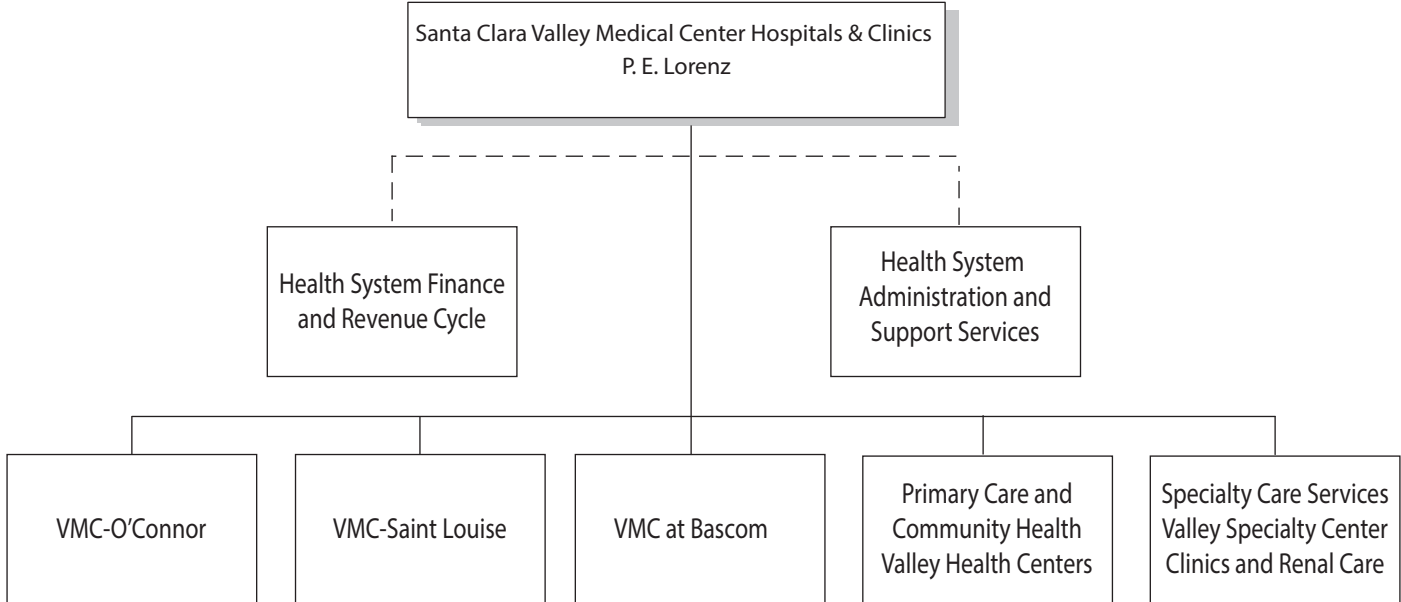 Santa Clara Valley Medical Center Hospitals & Clinics
P. E. Lorenz
Health System Finance
and Revenue Cycle
Health System
Administration and
Support Services
VMC-O’Connor
VMC-Saint Louise
VMC at Bascom
Primary Care and
Community Health
Valley Health Centers
Specialty Care Services
Valley Specialty Center
Clinics and Renal Care